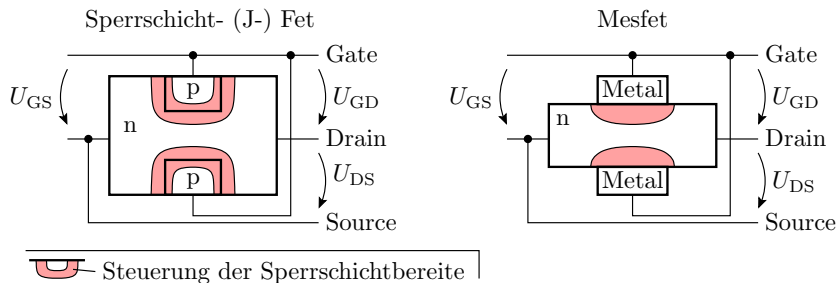 Sperrschicht- (J-) Fet
Mesfet
Gate
U_GS
p
U_GD
n
Drain
U_DS
p
Source
Gate
U_GS
Metal
U_GD
n
Drain
U_DS
Metal
Source
Steuerung der Sperrschichtbereite